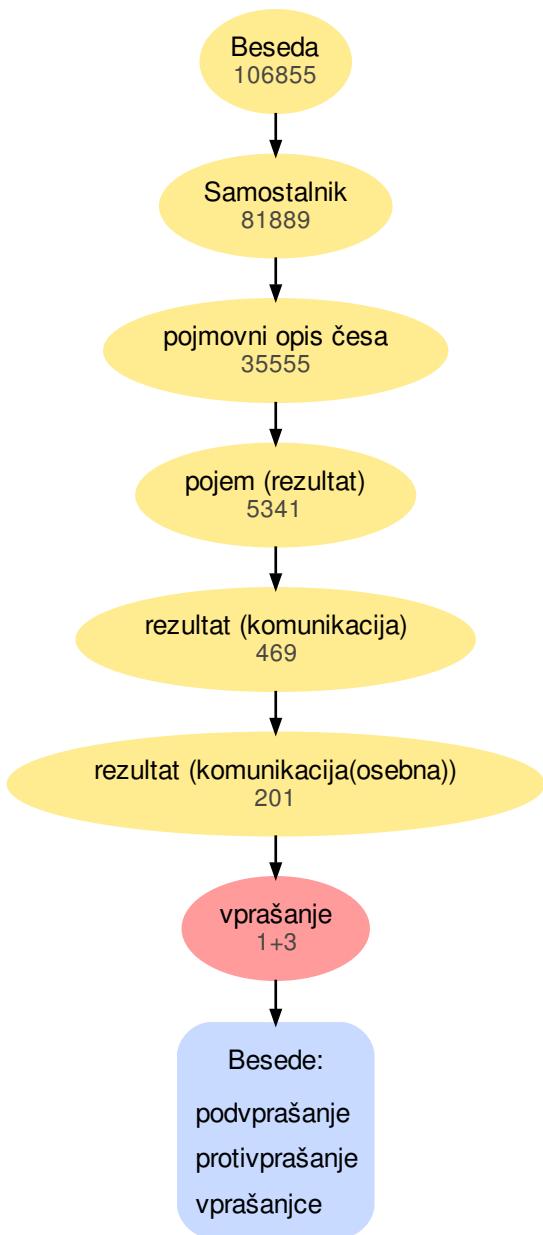 Beseda
106855
Samostalnik
81889
pojmovni opis česa
35555
pojem (rezultat)
5341
rezultat (komunikacija)
469
rezultat (komunikacija(osebna))
201
vprašanje
1+3
Besede:
podvprašanje
protivprašanje
vprašanjce